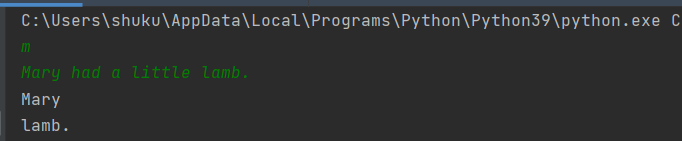 C:\Users\shuku\AppData\Local\Programs\Python\Python39\python.exe C
m
Mary had a little lamb.
Mary
lamb.